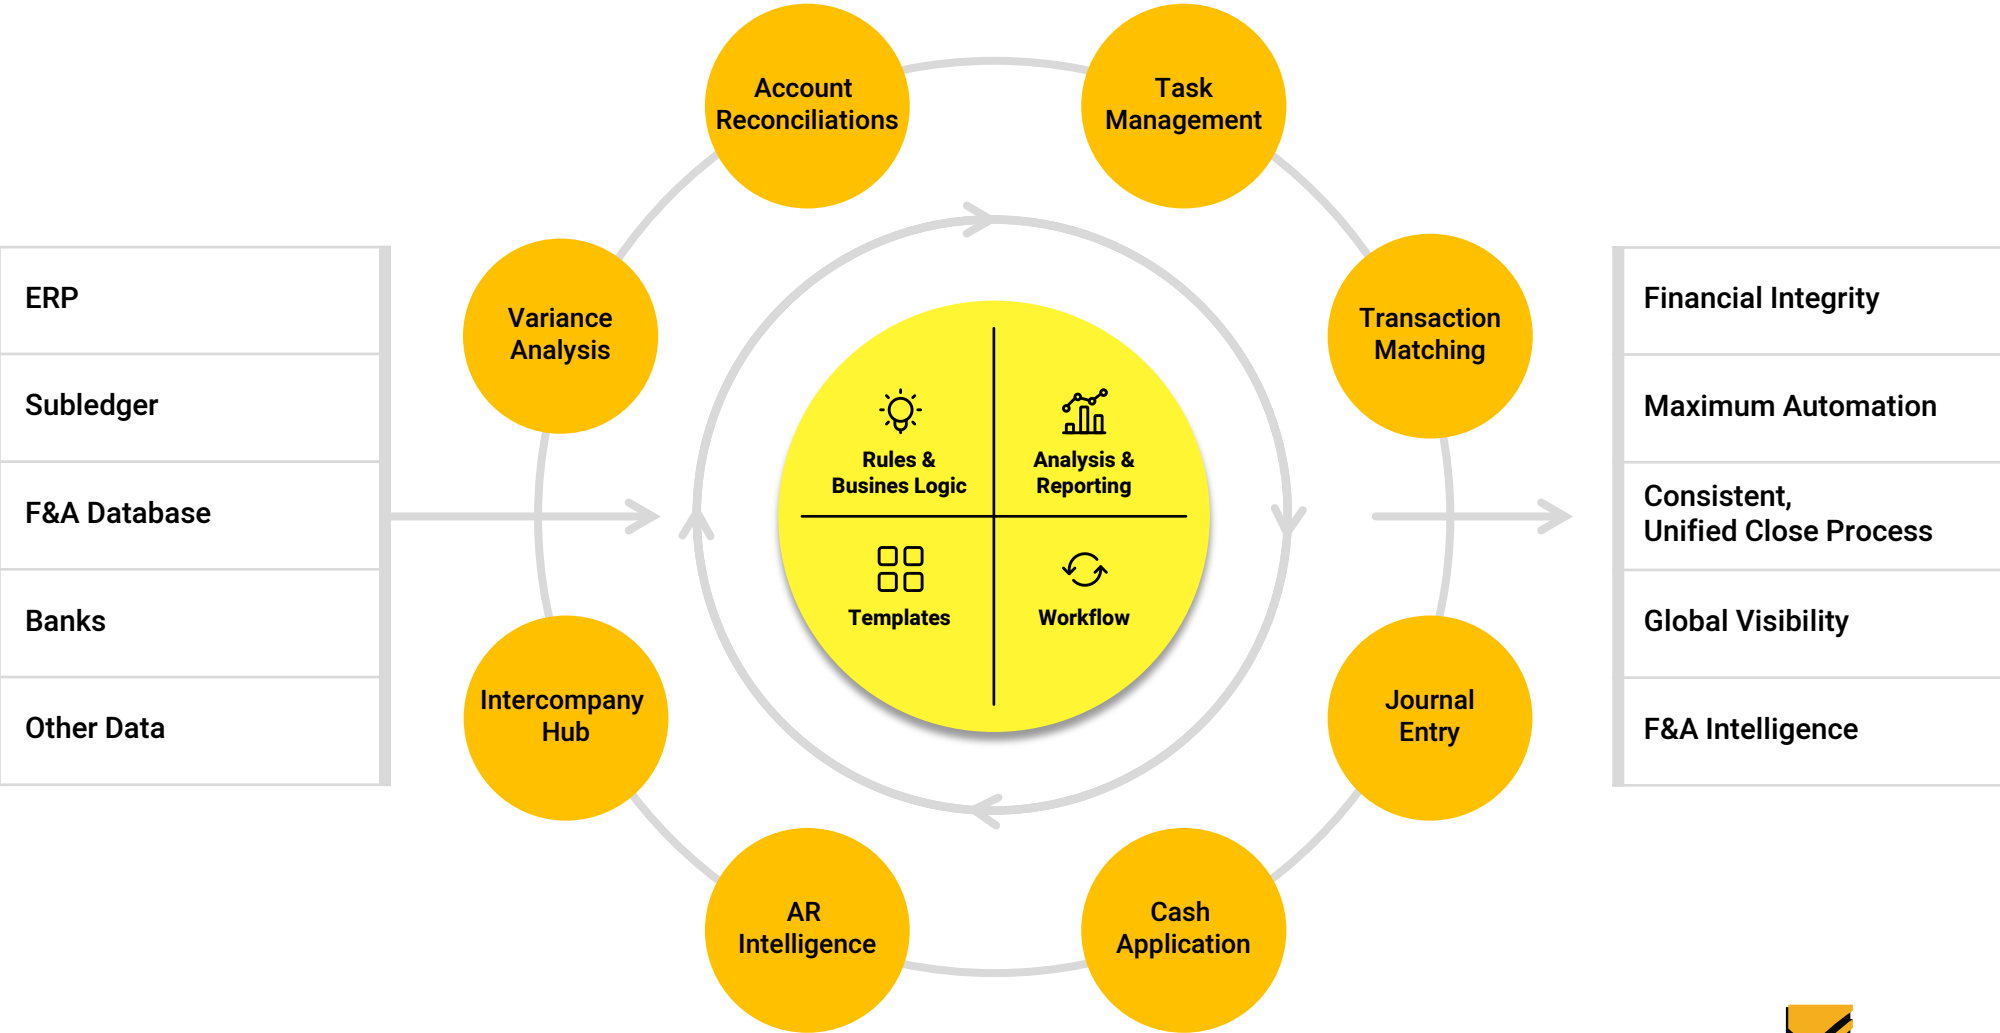 ERP
Subledger
F&A Database
Banks
Other Data
Account
Reconciliations
Task
Management
Variance
Analysis
Transaction
Matching
Rules &
Busines Logic
Analysis &
Reporting
Templates
Workflow
Intercompany
Hub
Journal
Entry
AR
Intelligence
Cash
Application
Financial Integrity
Maximum Automation
Consistent,
Unified Close Process
Global Visibility
F&A Intelligence